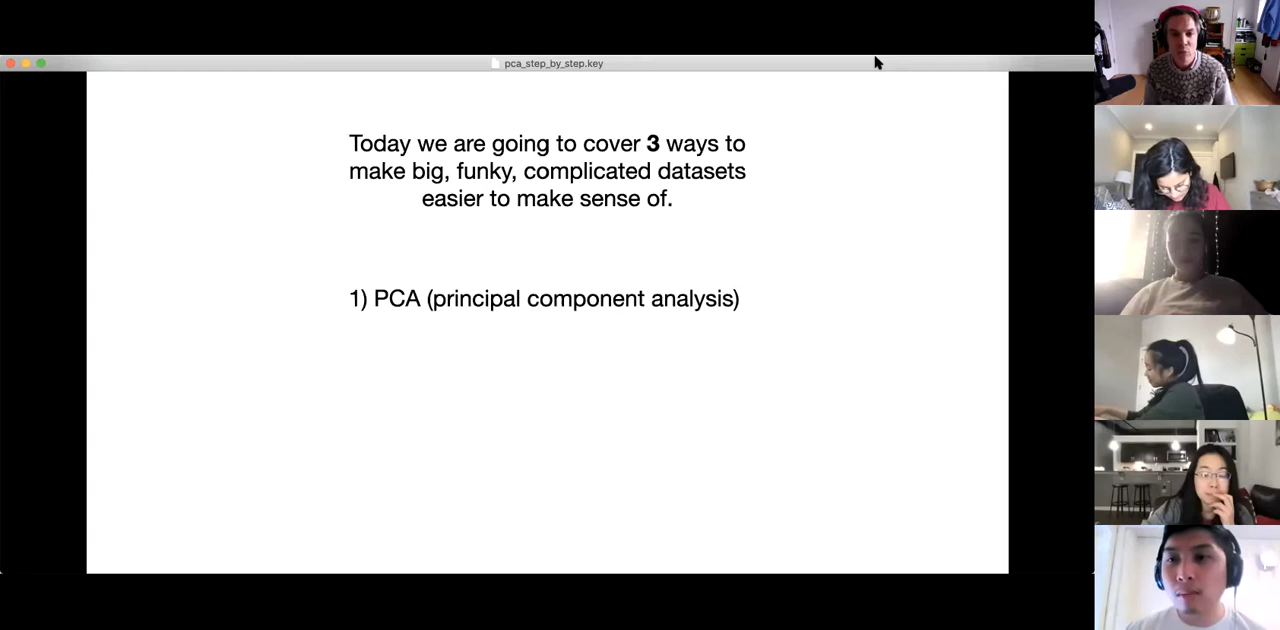 pca_step_by_step.key
Today we are going to cover 3 ways to
make big, funky, complicated datasets
easier to make sense of.
1) PCA (principal component analysis)